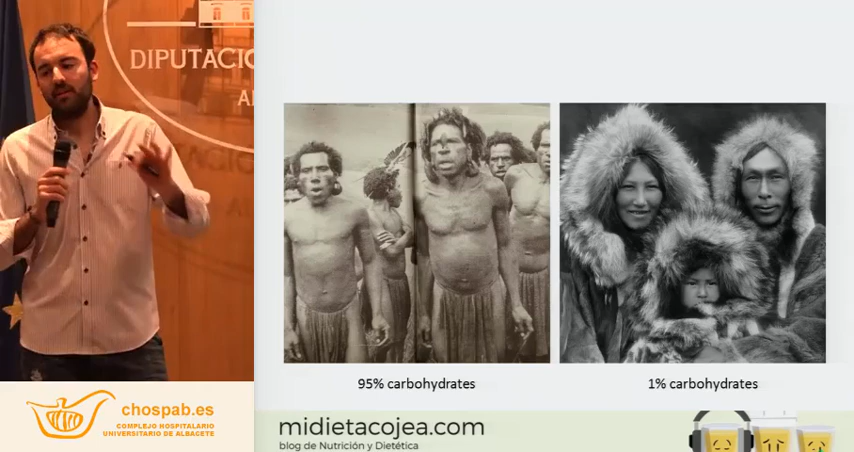 DIPUTACIO
chospab.es
COMPLEJO HOSPITALARIO
UNIVERSITARIO DE ALBACETE
95% carbohydrates
1% carbohydrates
midietacojea.com
blog de Nutrición y Dietética